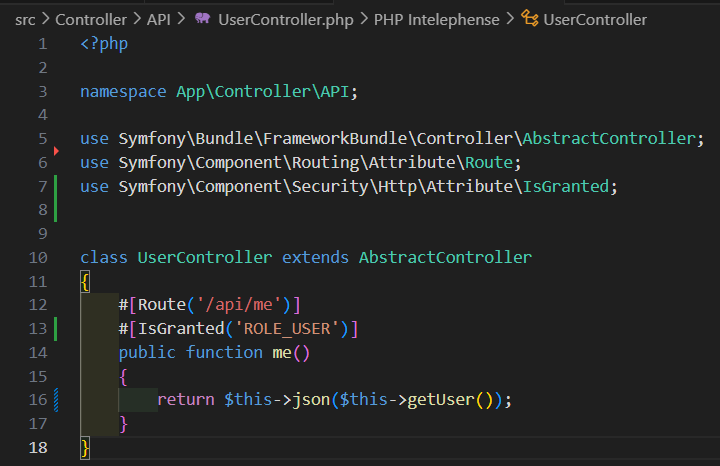 src > Controller > API > UserController.php > PHP Intelephense > UserController
1 <?php
2
3 namespace App\Controller\API;
4
5 use Symfony\Bundle\FrameworkBundle\Controller\AbstractController;
6 use Symfony\Component\Routing\Attribute\Route;
7 use Symfony\Component\Security\Http\Attribute\IsGranted;
8
9
10 class UserController extends AbstractController
11 {
12     #[Route('/api/me')]
13     #[IsGranted('ROLE_USER')]
14     public function me()
15     {
16         return $this->json($this->getUser());
17     }
18 }